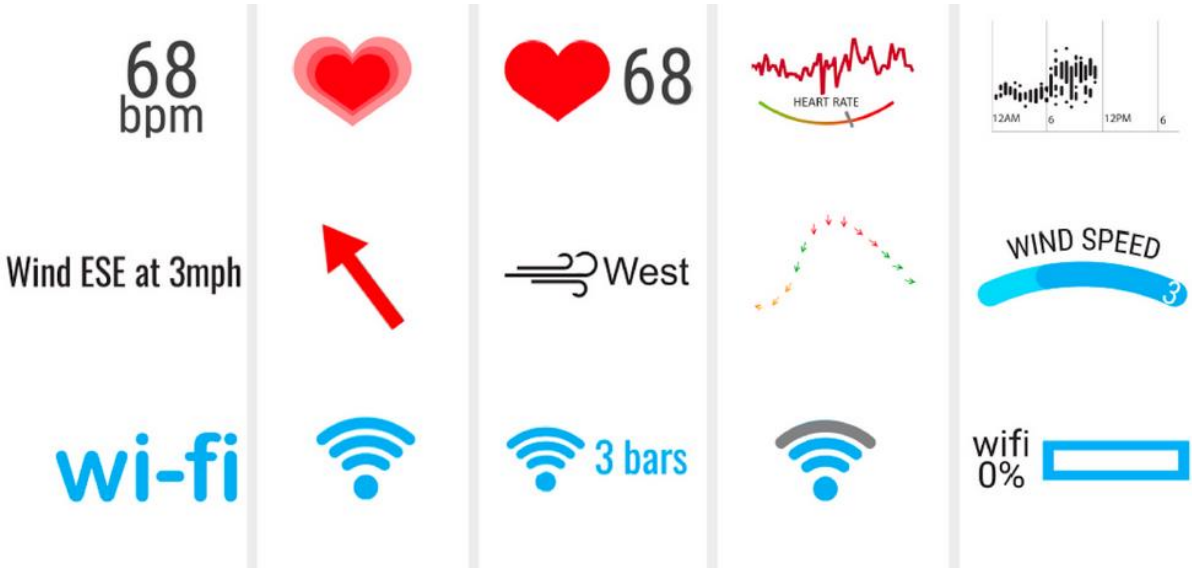 68
bpm
68
HEART RATE
12AM 6 12PM 6
Wind ESE at 3mph
West
WIND SPEED
3
wi-fi
3 bars
wifi
0%